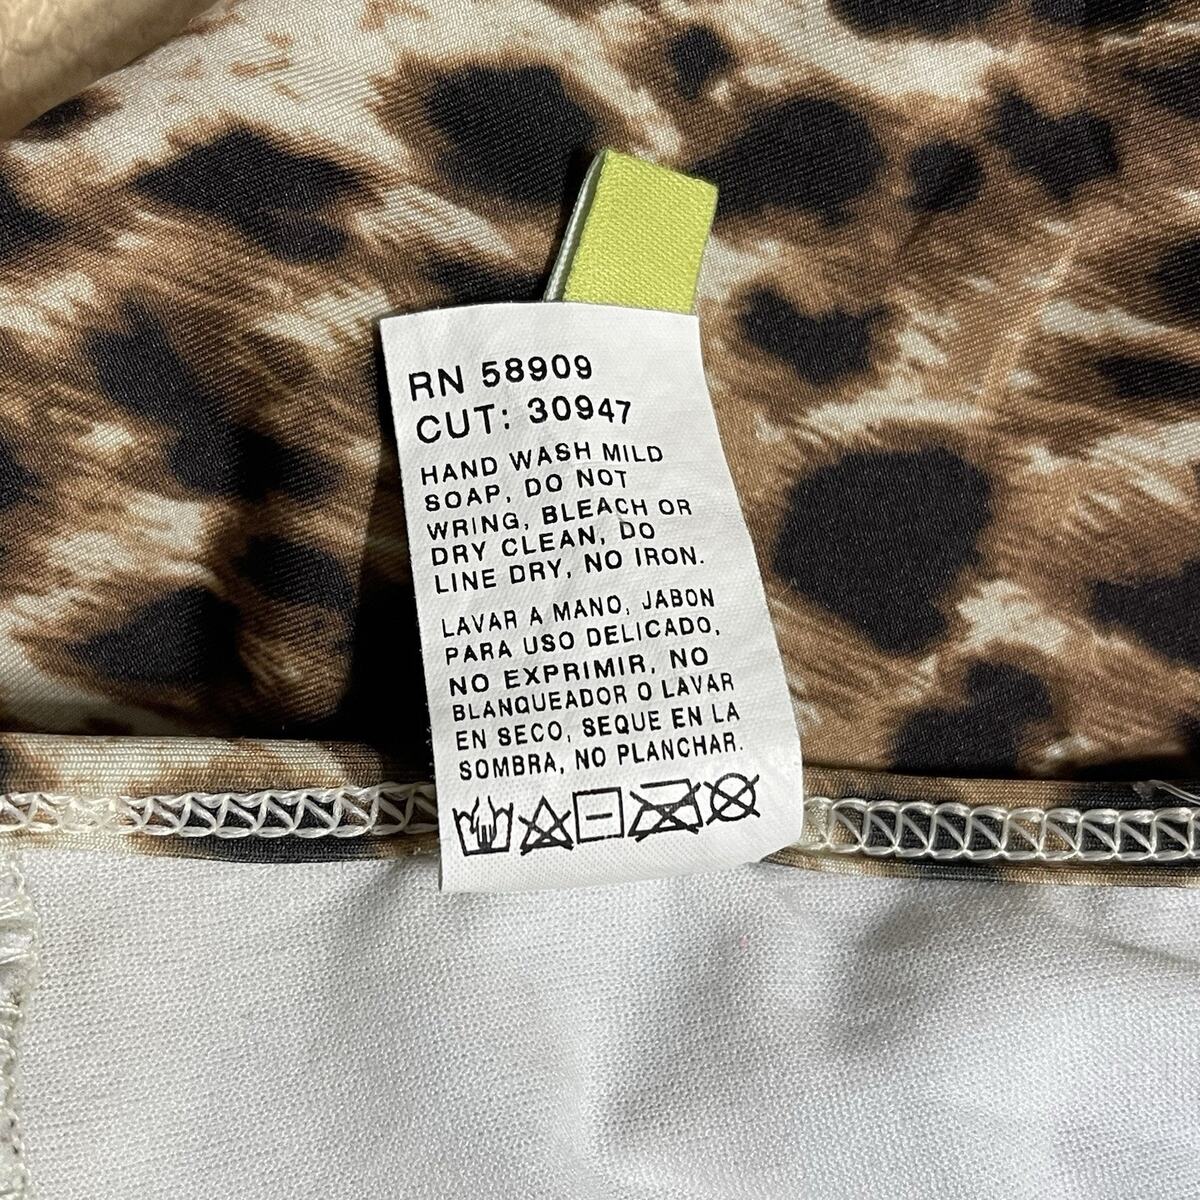 RN 58909
CUT: 30947
HAND WASH MILD
SOAP, DO NOT
WRING, BLEACH OR
DRY CLEAN, DO
LINE DRY, NO IRON.
LAVAR A MANO, JABON
PARA USO DELICADO,
NO EXPRIMIR, NO
BLANQUEADOR O LAVAR
EN SECO, SEQUE EN LA
SOMBRA, NO PLANCHAR.